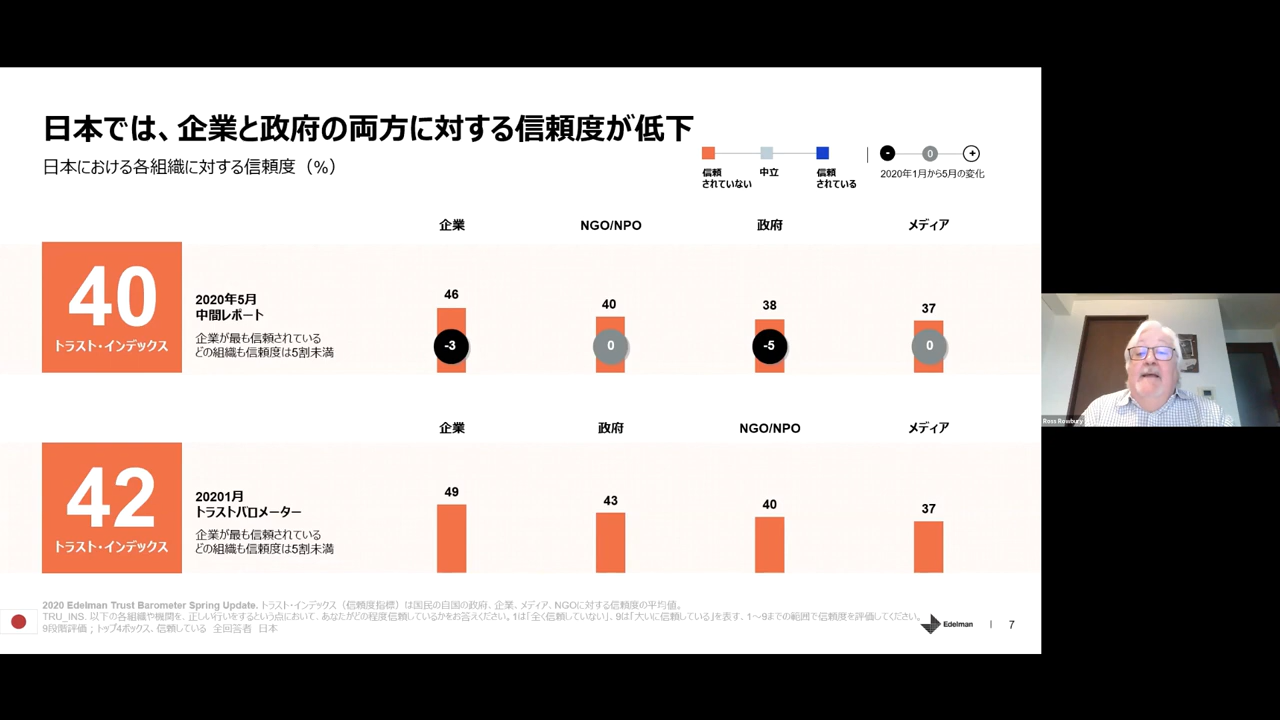 日本では、企業と政府の両方に対する信頼度が低下
日本における各組織に対する信頼度（%）
信頼
されていない
中立
信頼
されている
-
0
+
2020年1月から5月の変化
企業
NGO/NPO
政府
メディア
40
トラスト・インデックス
2020年5月
中間レポート
企業が最も信頼されている
どの組織も信頼度は5割未満
46
40
38
37
-3
0
-5
0
企業
政府
NGO/NPO
メディア
42
トラスト・インデックス
20201月
トラストバロメーター
企業が最も信頼されている
どの組織も信頼度は5割未満
49
43
40
37
2020 Edelman Trust Barometer Spring Update. トラスト・インデックス（信頼度指標）は国民の自国の政府、企業、メディア、NGOに対する信頼度の平均値。
TRU_INS. 以下の各組織や機関を、正しい行いをするという点において、あなたがどの程度信頼しているかをお答えください。1は「全く信頼していない」、9は「大いに信頼している」を表す、1～9までの範囲で信頼度を評価してください。
9段階評価；トップ4ボックス、信頼している 全回答者 日本
Edelman
7
Ross Rowbury